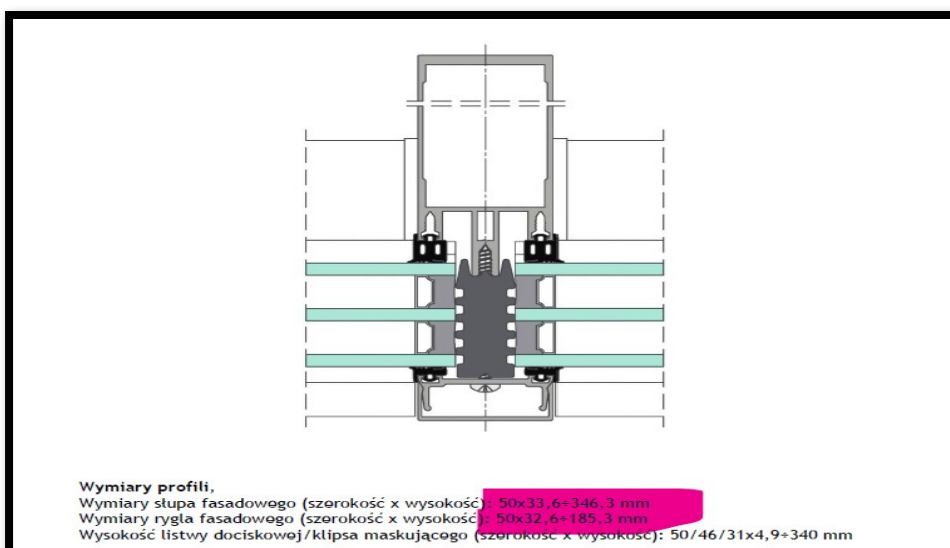 Wymiary profili,
Wymiary słupa fasadowego (szerokość x wysokość): 50x33,6÷346,3 mm
Wymiary rygla fasadowego (szerokość x wysokość): 50x32,6÷185,3 mm
Wysokość listwy dociskowej/klipsa maskującego (szerokość x wysokość): 50/46/31x4,9÷340 mm